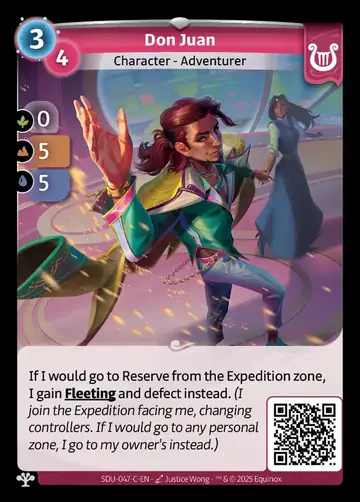 3
4
Don Juan
Character - Adventurer
0
5
5
If I would go to Reserve from the Expedition zone,
I gain Fleeting and defect instead. (I
join the Expedition facing me, changing
controllers. If I would go to any personal
zone, I go to my owner's instead.)
SDU-047-C-EN - Justice Wong - ™ & © 2025 Equinox